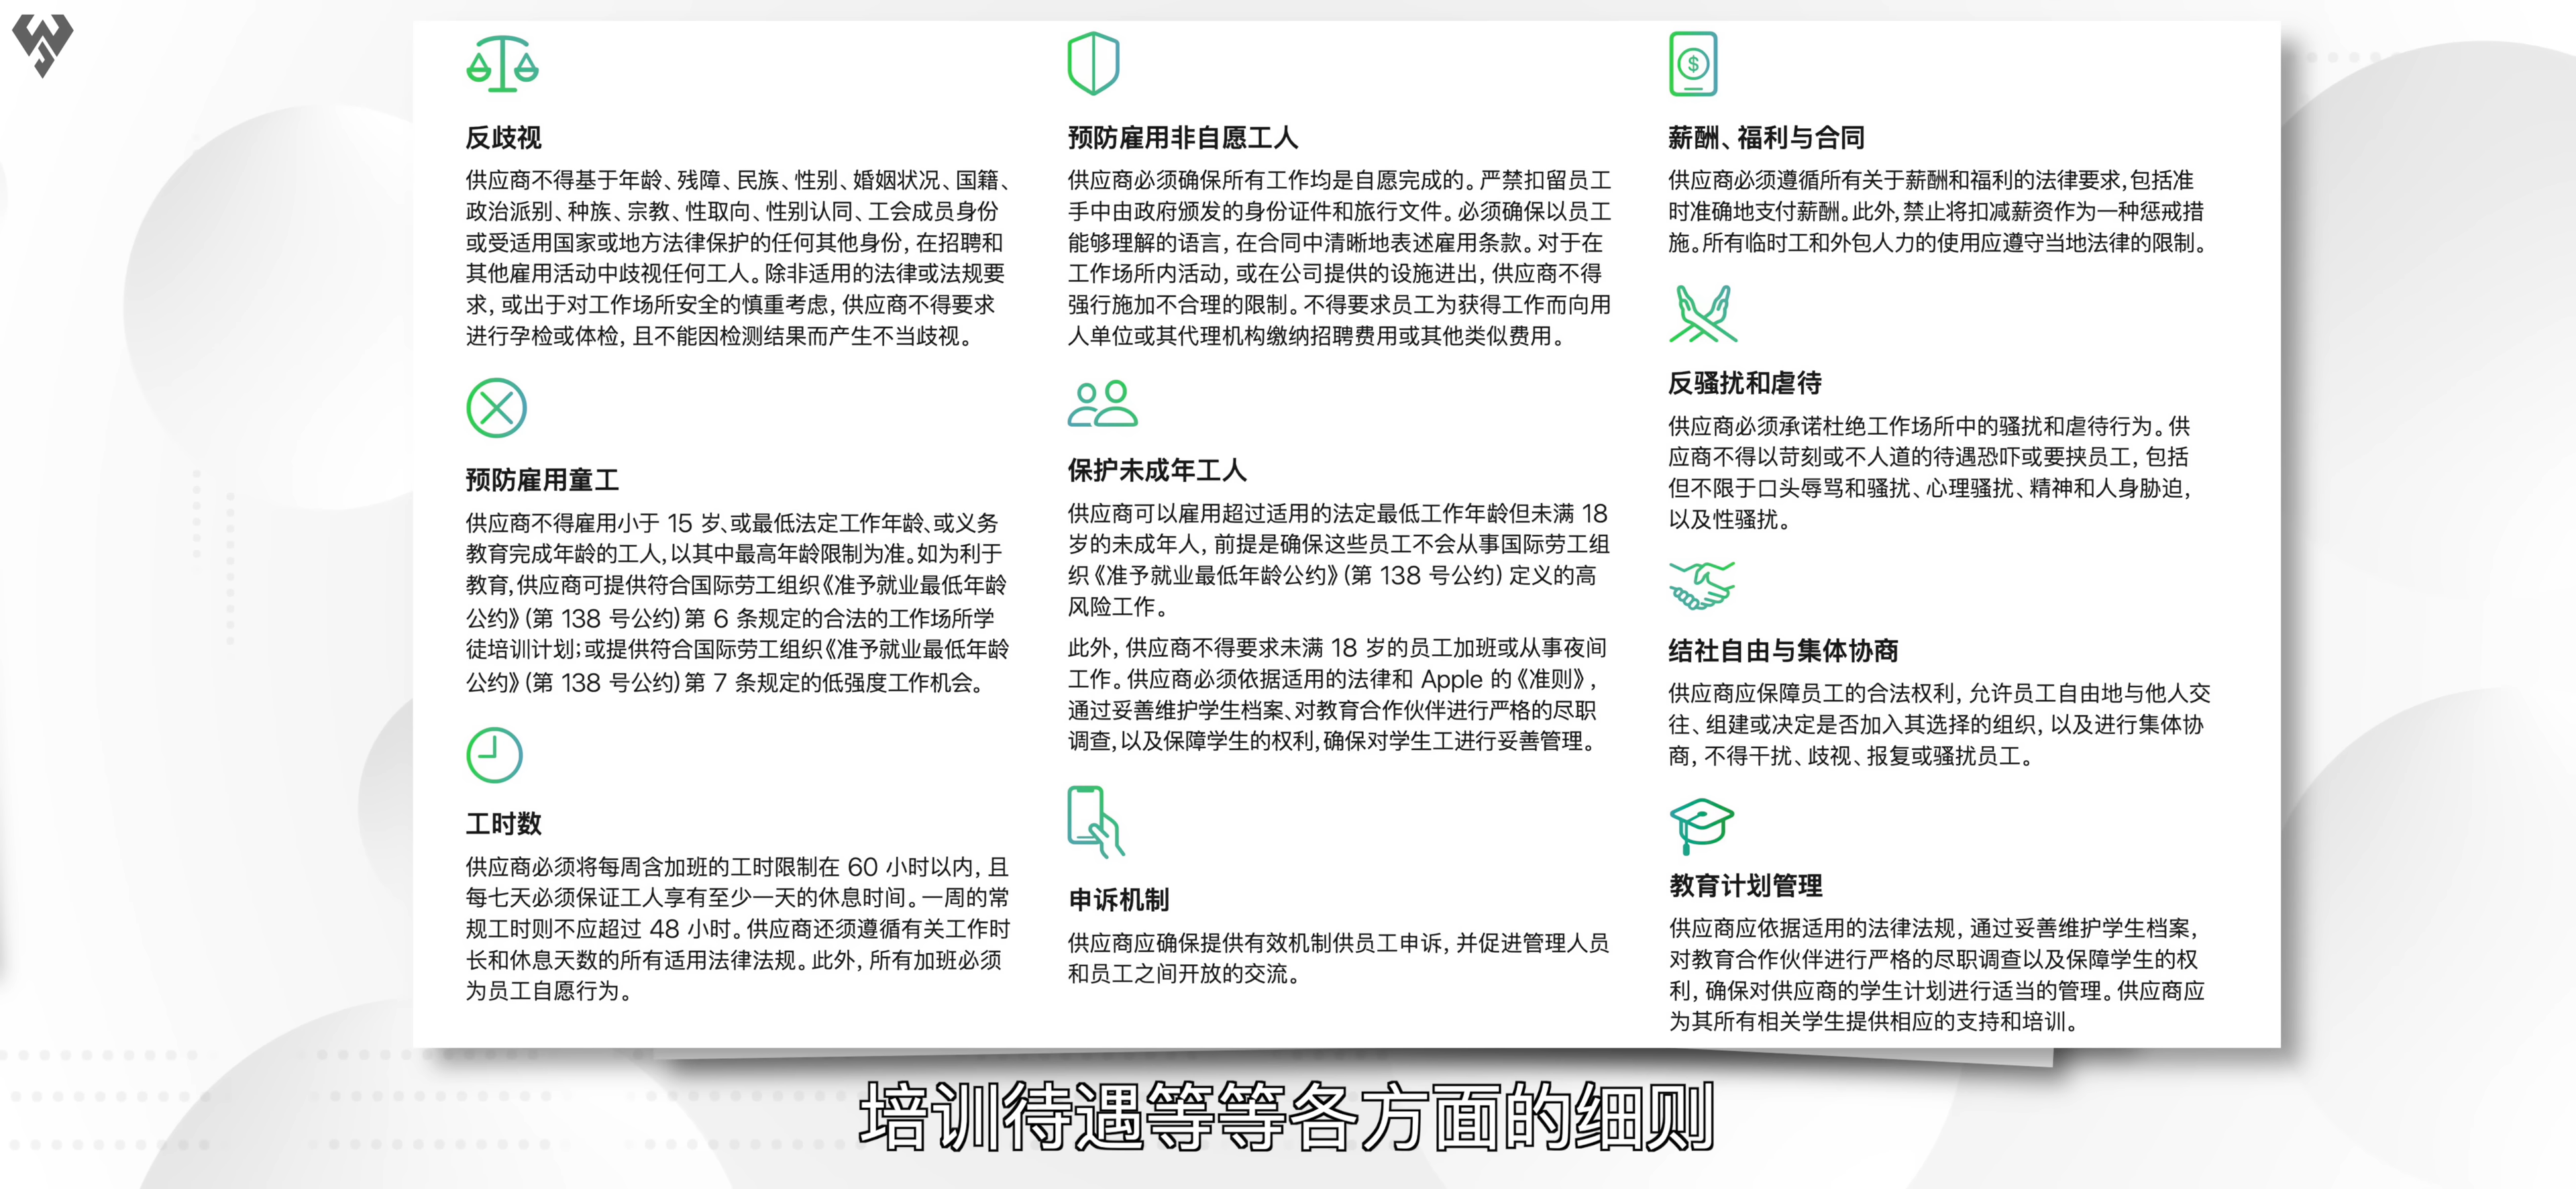 反歧视
供应商不得基于年龄、残障、民族、性别、婚姻状况、国籍、
政治派别、种族、宗教、性取向、性别认同、工会成员身份
或受适用国家或地方法律保护的任何其他身份, 在招聘和
其他雇用活动中歧视任何工人。除非适用的法律或法规要
求, 或出于对工作场所安全的慎重考虑, 供应商不得要求
进行孕检或体检, 且不能因检测结果而产生不当歧视。
预防雇用童工
供应商不得雇用小于 15 岁、或最低法定工作年龄、或义务
教育完成年龄的工人,以其中最高年龄限制为准。如为利于
教育,供应商可提供符合国际劳工组织《准予就业最低年龄
公约》(第 138 号公约)第 6 条规定的合法的工作场所学
徒培训计划;或提供符合国际劳工组织《准予就业最低年龄
公约》(第 138 号公约)第 7 条规定的低强度工作机会。
工时数
供应商必须将每周含加班的工时限制在 60 小时以内, 且
每七天必须保证工人享有至少一天的休息时间。一周的常
规工时则不应超过 48 小时。供应商还须遵循有关工作时
长和休息天数的所有适用法律法规。此外, 所有加班必须
为员工自愿行为。
预防雇用非自愿工人
供应商必须确保所有工作均是自愿完成的。严禁扣留员工
手中由政府颁发的身份证件和旅行文件。必须确保以员工
能够理解的语言, 在合同中清晰地表述雇用条款。对于在
工作场所内活动, 或在公司提供的设施进出, 供应商不得
强行施加不合理的限制。不得要求员工为获得工作而向用
人单位或其代理机构缴纳招聘费用或其他类似费用。
保护未成年工人
供应商可以雇用超过适用的法定最低工作年龄但未满 18
岁的未成年人, 前提是确保这些员工不会从事国际劳工组
织《准予就业最低年龄公约》(第 138 号公约) 定义的高
风险工作。
此外, 供应商不得要求未满 18 岁的员工加班或从事夜间
工作。供应商必须依据适用的法律和 Apple 的《准则》,
通过妥善维护学生档案、对教育合作伙伴进行严格的尽职
调查,以及保障学生的权利,确保对学生工进行妥善管理。
申诉机制
供应商应确保提供有效机制供员工申诉, 并促进管理人员
和员工之间开放的交流。
薪酬、福利与合同
供应商必须遵循所有关于薪酬和福利的法律要求,包括准
时准确地支付薪酬。此外,禁止将扣减薪资作为一种惩戒措
施。所有临时工和外包人力的使用应遵守当地法律的限制。
反骚扰和虐待
供应商必须承诺杜绝工作场所中的骚扰和虐待行为。供
应商不得以苛刻或不人道的待遇恐吓或要挟员工, 包括
但不限于口头辱骂和骚扰、心理骚扰、精神和人身胁迫,
以及性骚扰。
结社自由与集体协商
供应商应保障员工的合法权利, 允许员工自由地与他人交
往、组建或决定是否加入其选择的组织, 以及进行集体协
商, 不得干扰、歧视、报复或骚扰员工。
教育计划管理
供应商应依据适用的法律法规, 通过妥善维护学生档案,
对教育合作伙伴进行严格的尽职调查以及保障学生的权
利, 确保对供应商的学生计划进行适当的管理。供应商应
为其所有相关学生提供相应的支持和培训。
培训待遇等等各方面的细则